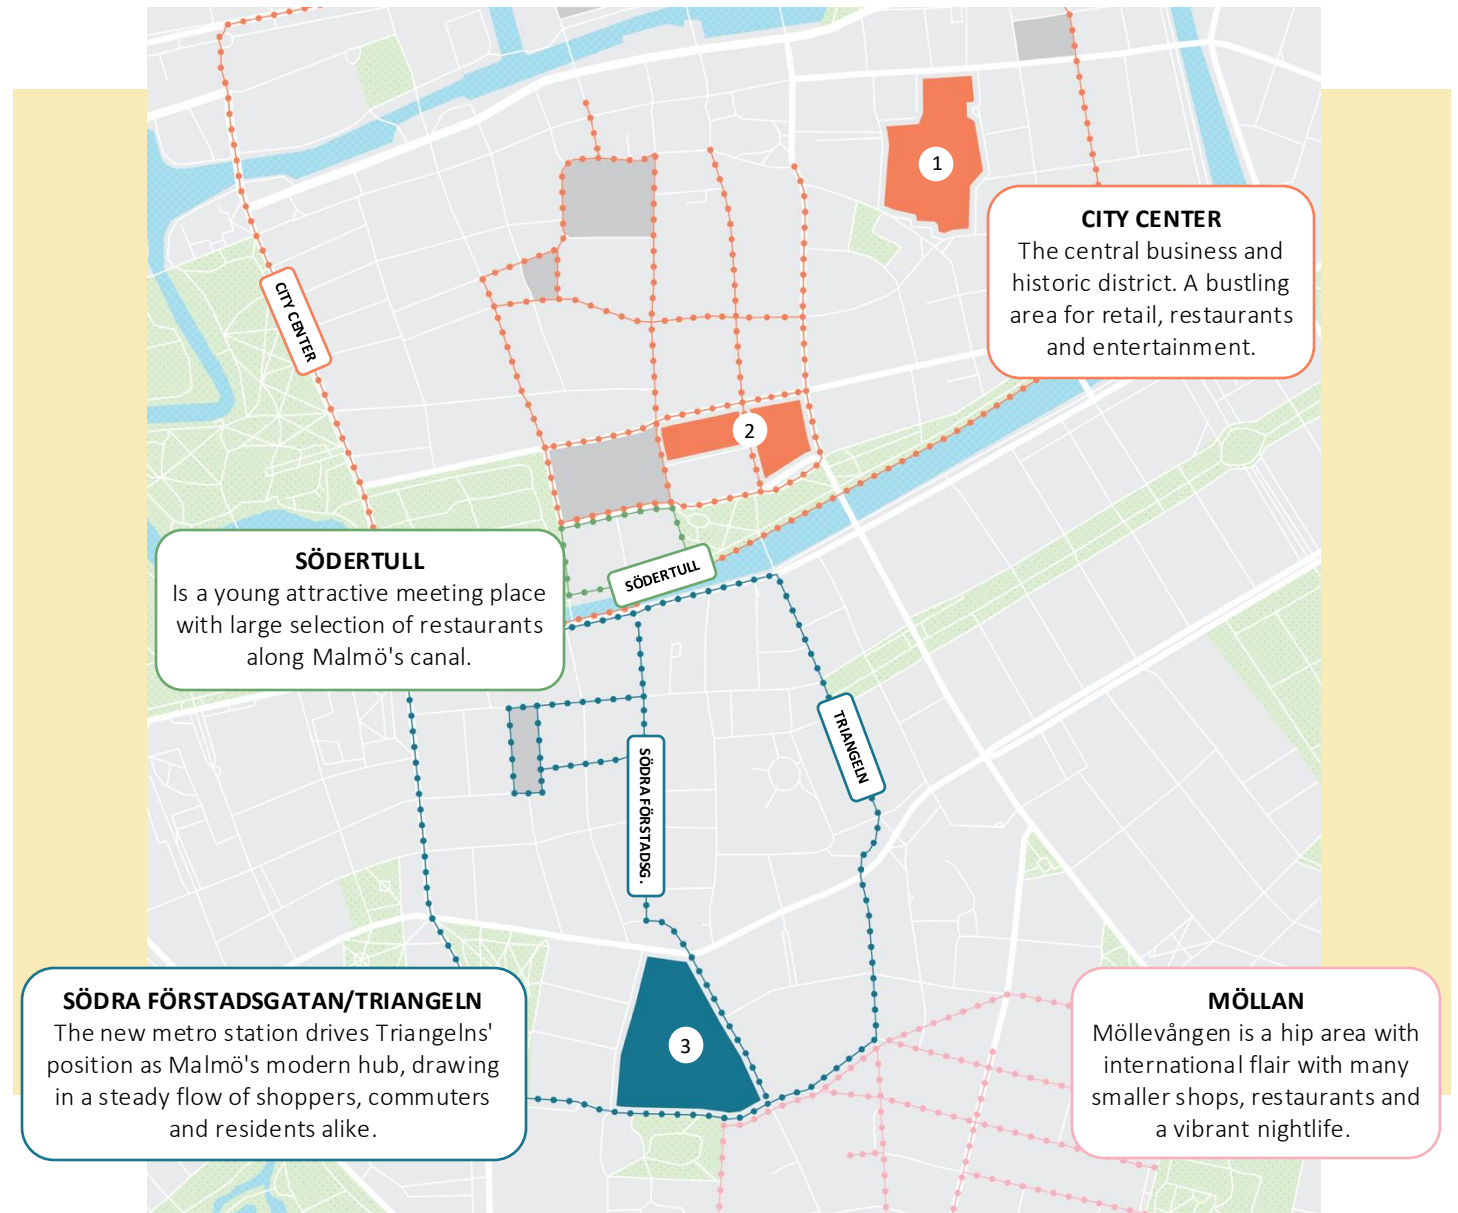 1
CITY CENTER
The central business and
historic district. A bustling
area for retail, restaurants
and entertainment.
CITY CENTER
2
SÖDERTULL
Is a young attractive meeting place
with large selection of restaurants
along Malmö's canal.
SÖDERTULL
TRIANGELN
SÖDRA FÖRSTADSG.
SÖDRA FÖRSTADSGATAN/TRIANGELN
The new metro station drives Triangelns'
position as Malmö's modern hub, drawing
in a steady flow of shoppers, commuters
and residents alike.
3
MÖLLAN
Möllevången is a hip area with
international flair with many
smaller shops, restaurants and
a vibrant nightlife.